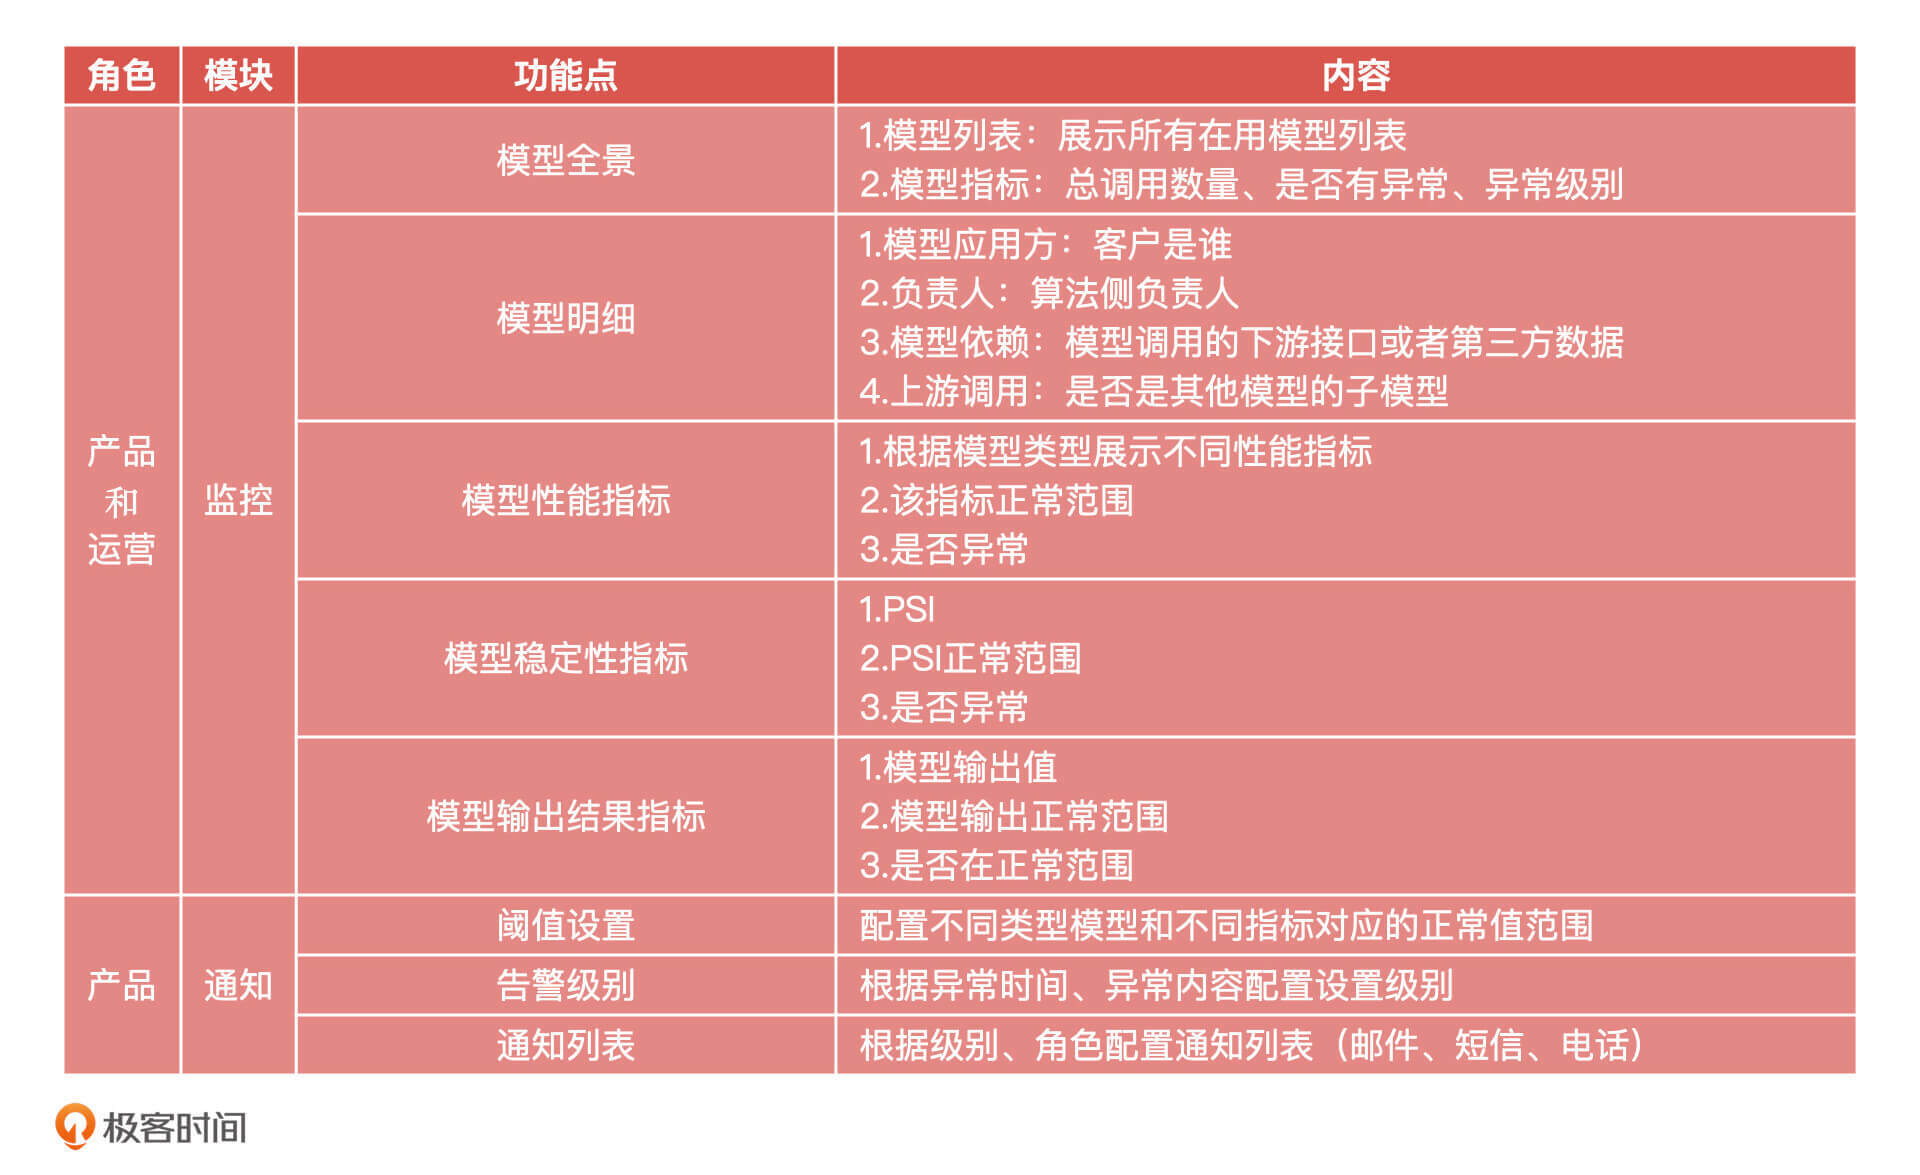 角色 模块 功能点 内容
产品
和
运营
监控
模型全景
1.模型列表：展示所有在用模型列表
2.模型指标：总调用数量、是否有异常、异常级别
模型明细
1.模型应用方：客户是谁
2.负责人：算法侧负责人
3.模型依赖：模型调用的下游接口或者第三方数据
4.上游调用：是否是其他模型的子模型
模型性能指标
1.根据模型类型展示不同性能指标
2.该指标正常范围
3.是否异常
模型稳定性指标
1.PSI
2.PSI正常范围
3.是否异常
模型输出结果指标
1.模型输出值
2.模型输出正常范围
3.是否在正常范围
产品
通知
阈值设置
配置不同类型模型和不同指标对应的正常值范围
告警级别
根据异常时间、异常内容配置设置级别
通知列表
根据级别、角色配置通知列表（邮件、短信、电话）
极客时间